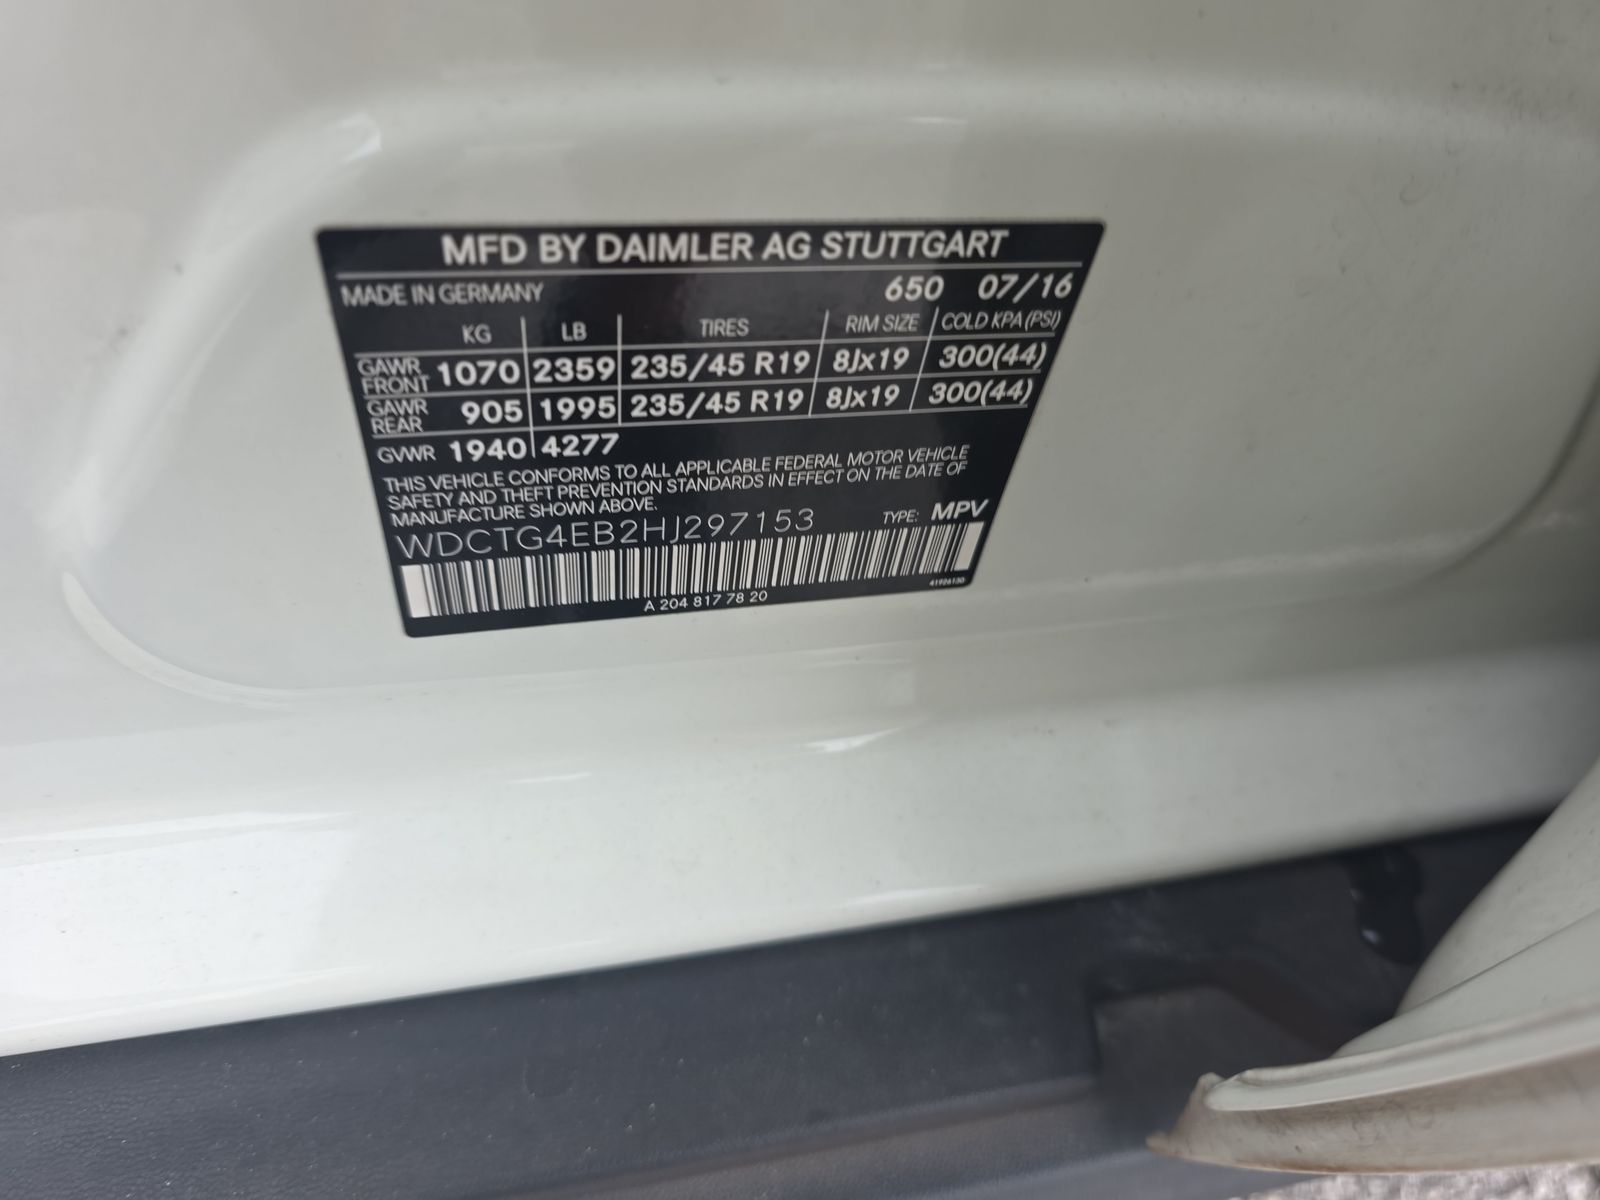 MFD BY DAIMLER AG STUTTGART
MADE IN GERMANY 650 07/16
KG LB TIRES RIM SIZE COLD KPA (PSI)
GAWR FRONT 1070 2359 235/45 R19 8Jx19 300(44)
GAWR REAR 905 1995 235/45 R19 8Jx19 300(44)
GVWR 1940 4277
THIS VEHICLE CONFORMS TO ALL APPLICABLE FEDERAL MOTOR VEHICLE
SAFETY AND THEFT PREVENTION STANDARDS IN EFFECT ON THE DATE OF
MANUFACTURE SHOWN ABOVE.
WDCTG4EB2HJ297153 TYPE: MPV
A 204 817 78 20